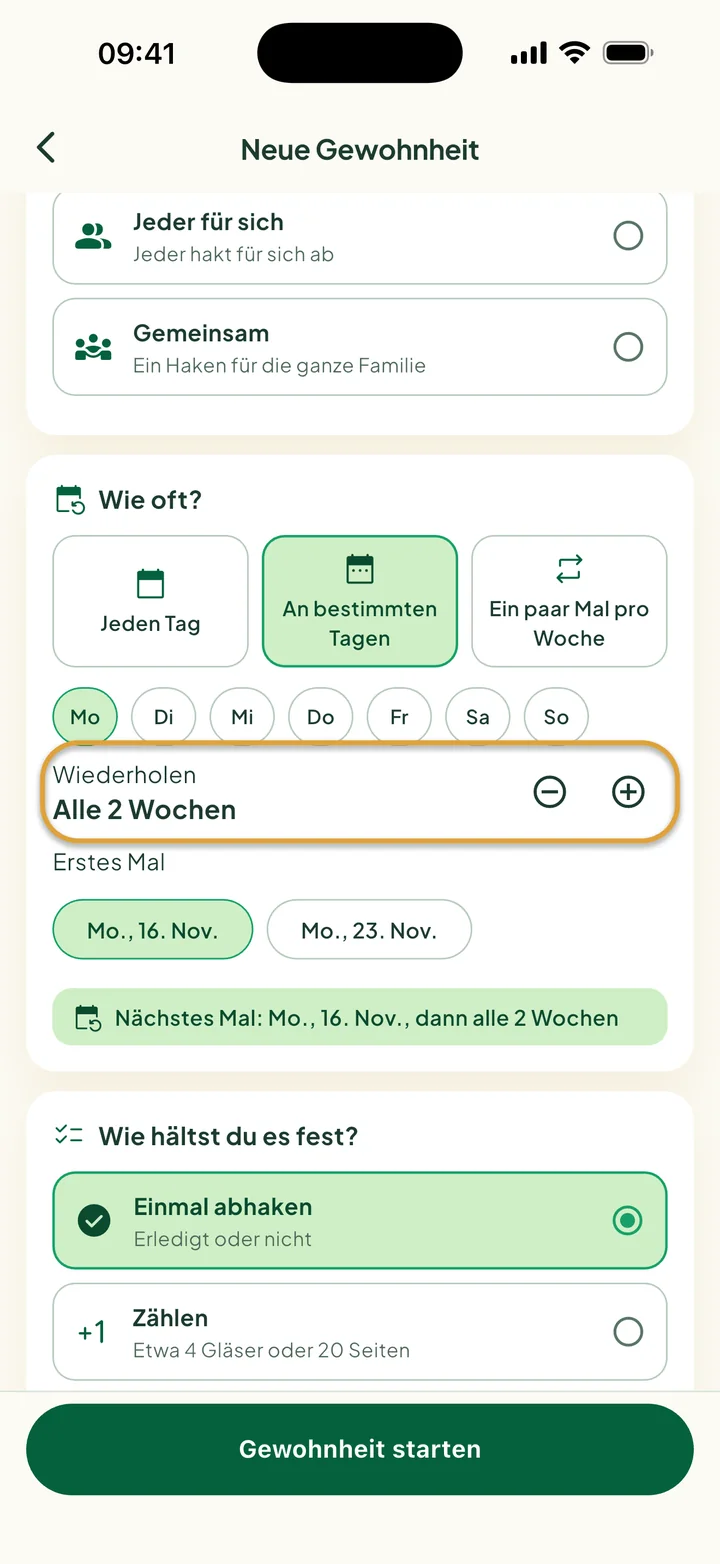 09:41
Neue Gewohnheit
Jeder für sich
Jeder hakt für sich ab
Gemeinsam
Ein Haken für die ganze Familie
Wie oft?
Jeden Tag
An bestimmten
Tagen
Ein paar Mal pro
Woche
Mo Di Mi Do Fr Sa So
Wiederholen
Alle 2 Wochen
Erstes Mal
Mo., 16. Nov. Mo., 23. Nov.
Nächstes Mal: Mo., 16. Nov., dann alle 2 Wochen
Wie hältst du es fest?
Einmal abhaken
Erledigt oder nicht
+1 Zählen
Etwa 4 Gläser oder 20 Seiten
Gewohnheit starten